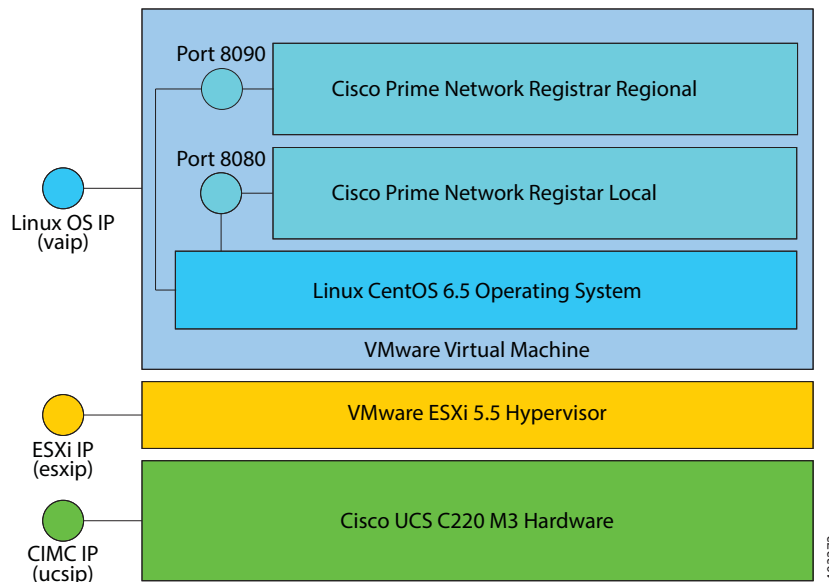 Port 8090
Cisco Prime Network Registrar Regional
Port 8080
Cisco Prime Network Registar Local
Linux OS IP
(vaip)
Linux CentOS 6.5 Operating System
VMware Virtual Machine
VMware ESXi 5.5 Hypervisor
ESXi IP
(esxip)
Cisco UCS C220 M3 Hardware
CIMC IP
(ucsip)